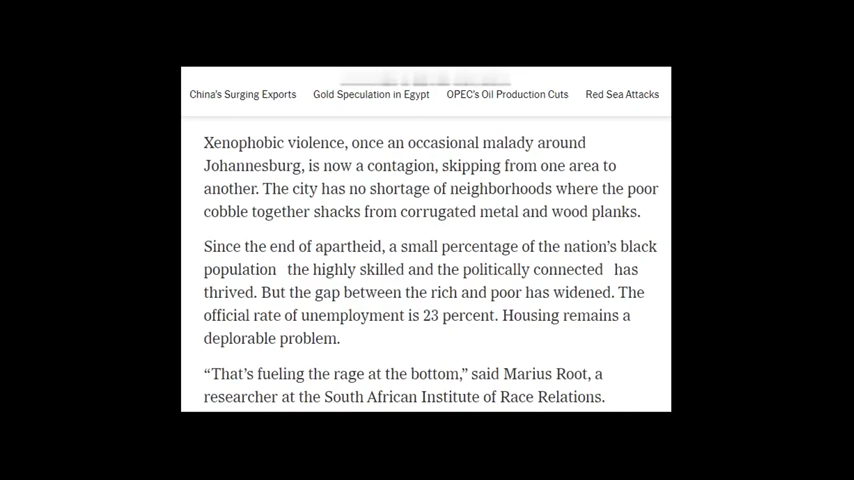 China's Surging Exports Gold Speculation in Egypt OPEC's Oil Production Cuts Red Sea Attacks
Xenophobic violence, once an occasional malady around
Johannesburg, is now a contagion, skipping from one area to
another. The city has no shortage of neighborhoods where the poor
cobble together shacks from corrugated metal and wood planks.
Since the end of apartheid, a small percentage of the nation's black
population the highly skilled and the politically connected has
thrived. But the gap between the rich and poor has widened. The
official rate of unemployment is 23 percent. Housing remains a
deplorable problem.
“That's fueling the rage at the bottom,” said Marius Root, a
researcher at the South African Institute of Race Relations.